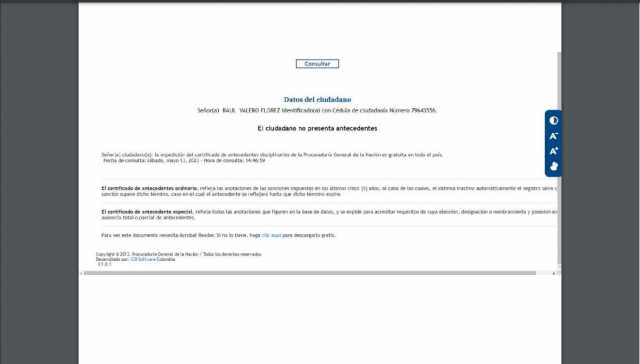 Consultar
Datos del ciudadano
Señor(a) RAUL VALERO FLOREZ identificado(a) con Cédula de ciudadanía Número 79643556.
El ciudadano no presenta antecedentes
Señor(a) ciudadano(a): la expedición del certificado de antecedentes disciplinarios de la Procuraduría General de la Nación es gratuita en todo el país.
Fecha de consulta: sábado, mayo Hora de consulta: 14:46:59
El certificado de antecedentes ordinario, refleja las anotaciones de las sanciones impuestas en los últimos cinco (5) años, al cabo de los cuales, el sistema inactiva automáticamente el registro salvo
sanción supere dicho término, caso en el cual el antecedente se reflejará hasta que dicho término expire.
El certificado de antecedente especial, refleja todas las anotaciones que figuren en la base de datos, y se expide para acreditar requisitos de cuya elección, designación o nombramiento y posesión en
ausencia total o parcial de antecedentes.
Para ver este documento necesita Acrobat Reader. Si no lo tiene, haga clic aquí para descargarlo gratis.
Copyright © Procuraduría General de la Nación / Todos los derechos reservados
Desarrollado por: Software Colombia
A-
A+